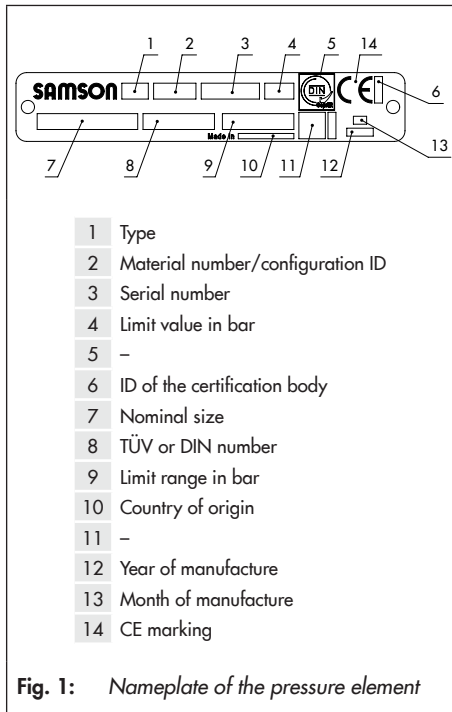 1 2 3 4 5 14
SAMSON DIN CE 6
Made in 13
7 8 9 10 11 12
1 Type
2 Material number/configuration ID
3 Serial number
4 Limit value in bar
5 –
6 ID of the certification body
7 Nominal size
8 TÜV or DIN number
9 Limit range in bar
10 Country of origin
11 –
12 Year of manufacture
13 Month of manufacture
14 CE marking
Fig. 1: Nameplate of the pressure element